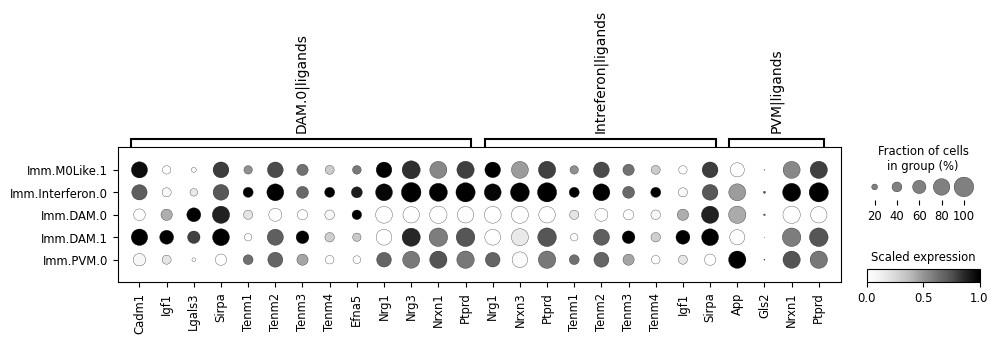 DAM.0|ligands
Intreferon|ligands
PVM|ligands
Imm.M0Like.1
Imm.Interferon.0
Imm.DAM.0
Imm.DAM.1
Imm.PVM.0
Cadm1
Igf1
Lgals3
Sirpa
Tenm1
Tenm2
Tenm3
Tenm4
Efna5
Nrg1
Nrg3
Nrxn1
Ptprd
Nrg1
Nrxn3
Ptprd
Tenm1
Tenm2
Tenm3
Tenm4
Igf1
Sirpa
App
Gls2
Nrxn1
Ptprd
Fraction of cells
in group (%)
20 40 60 80 100
Scaled expression
0.0 0.5 1.0